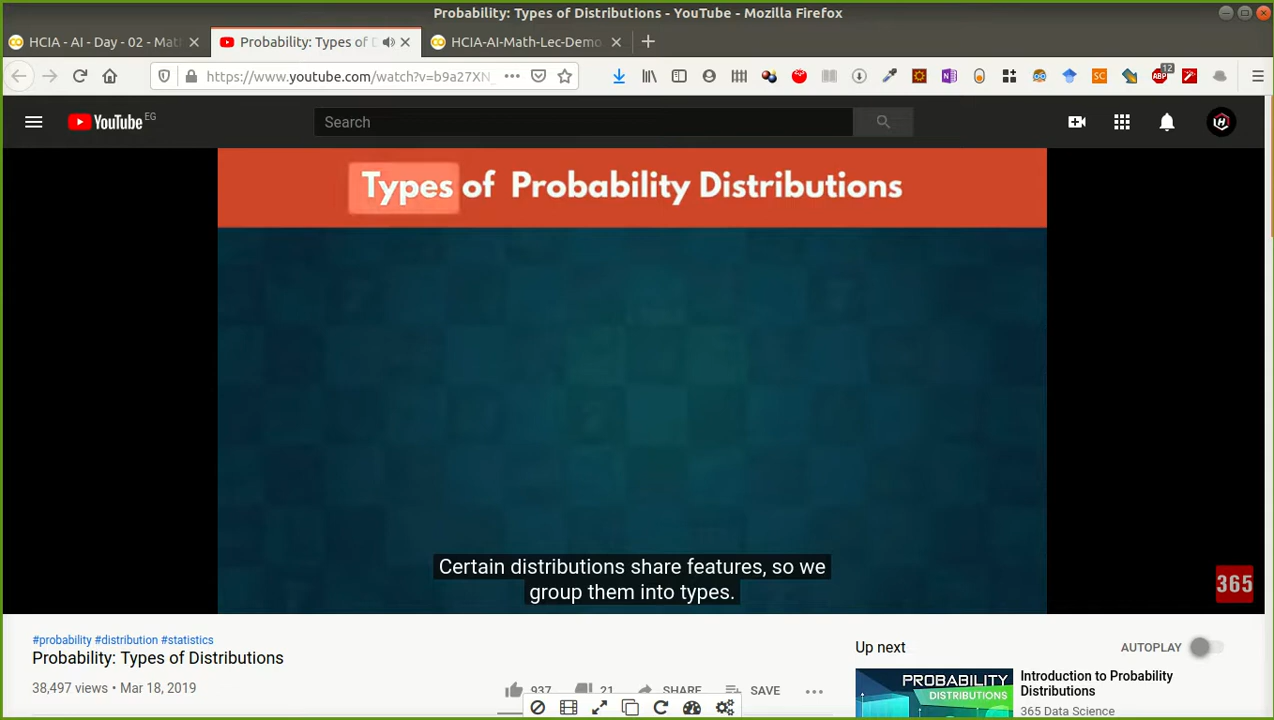 Probability: Types of Distributions - YouTube - Mozilla Firefox
HCIA - AI - Day - 02 - Mat
Probability: Types of D
HCIA-AI-Math-Lec-Demo.
https://www.youtube.com/watch?v=b9a27XN
12
SC
ABP
YouTube EG
Search
Types of Probability Distributions
Certain distributions share features, so we
group them into types.
365
#probability #distribution #statistics
Probability: Types of Distributions
38,497 views • Mar 18, 2019
937
21
SHARE
SAVE
Up next
AUTOPLAY
PROBABILITY
DISTRIBUTIONS
Introduction to Probability
Distributions
365 Data Science